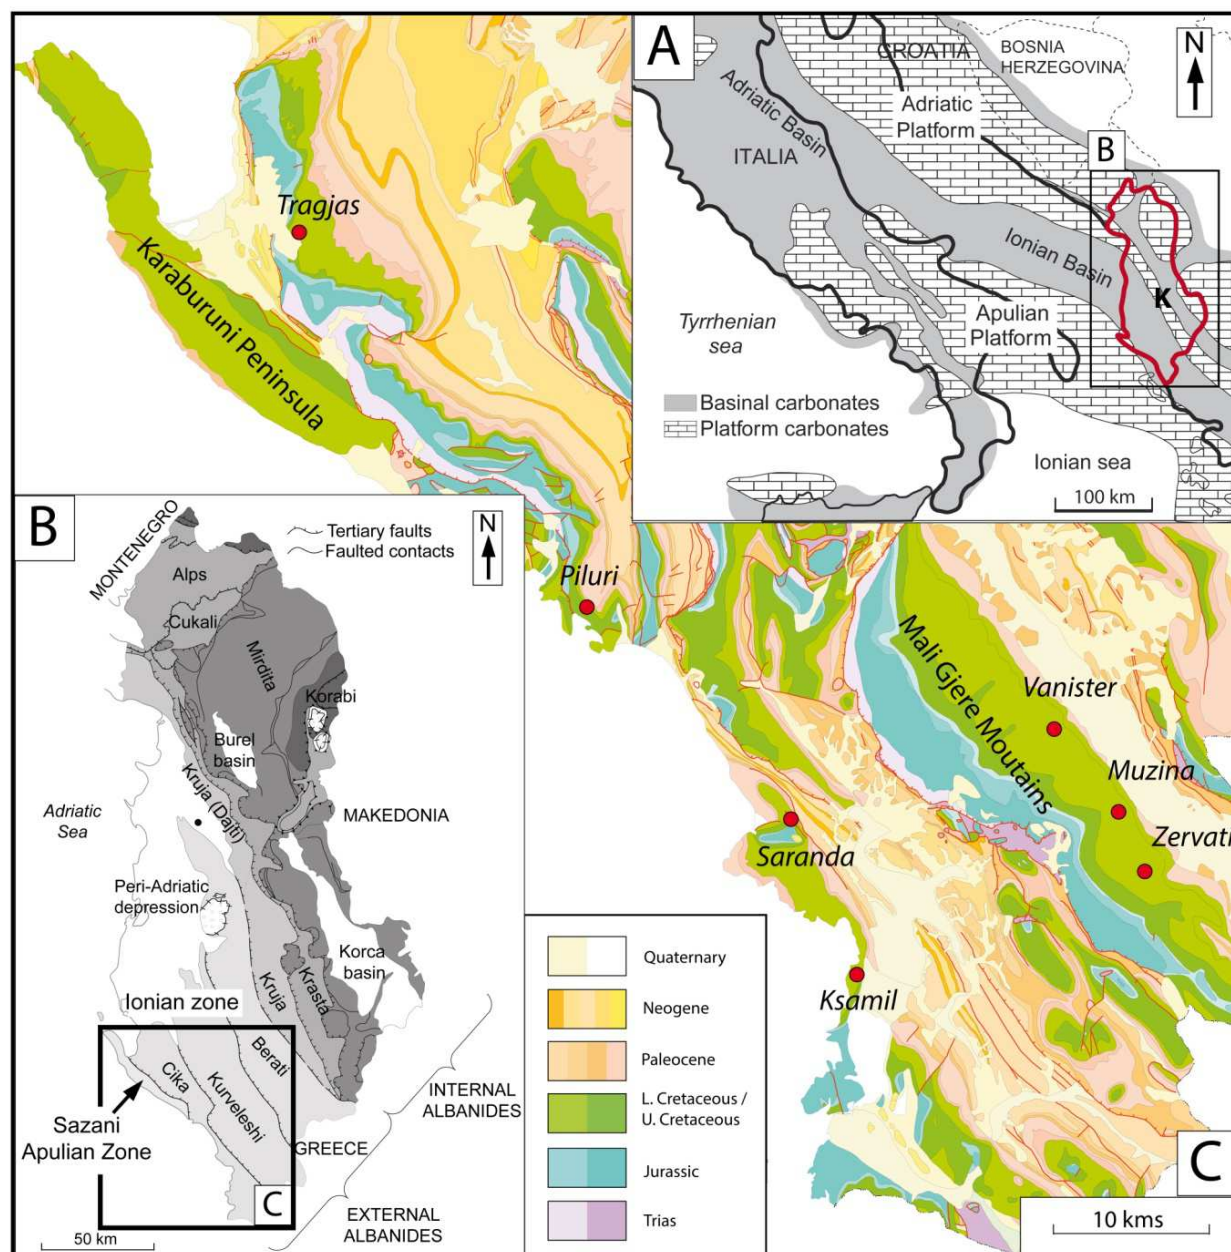 A
CROATIA
BOSNIA
HERZEGOVINA
N
Adriatic Basin
Adriatic
Platform
ITALIA
B
Ionian Basin
K
Tyrrhenian
sea
Apulian
Platform
Basinal carbonates
Platform carbonates
Ionian sea
100 km
Tragjas
Karaburuni Peninsula
Piluri
Mali Gjere Moutains
Vanister
Muzina
Zervati
Saranda
Ksamil
B
MONTENEGRO
Tertiary faults
Faulted contacts
N
Alps
Cukali
Mirdita
Korabi
Burel
basin
Kruja (Dajti)
Adriatic
Sea
MAKEDONIA
Peri-Adriatic
depression
Korca
basin
Kruja
Krasta
Ionian zone
Berati
Cika
Kurveleshi
INTERNAL
ALBANIDES
Sazani
Apulian Zone
GREECE
C
EXTERNAL
ALBANIDES
50 km
Quaternary
Neogene
Paleocene
L. Cretaceous /
U. Cretaceous
Jurassic
Trias
C
10 kms